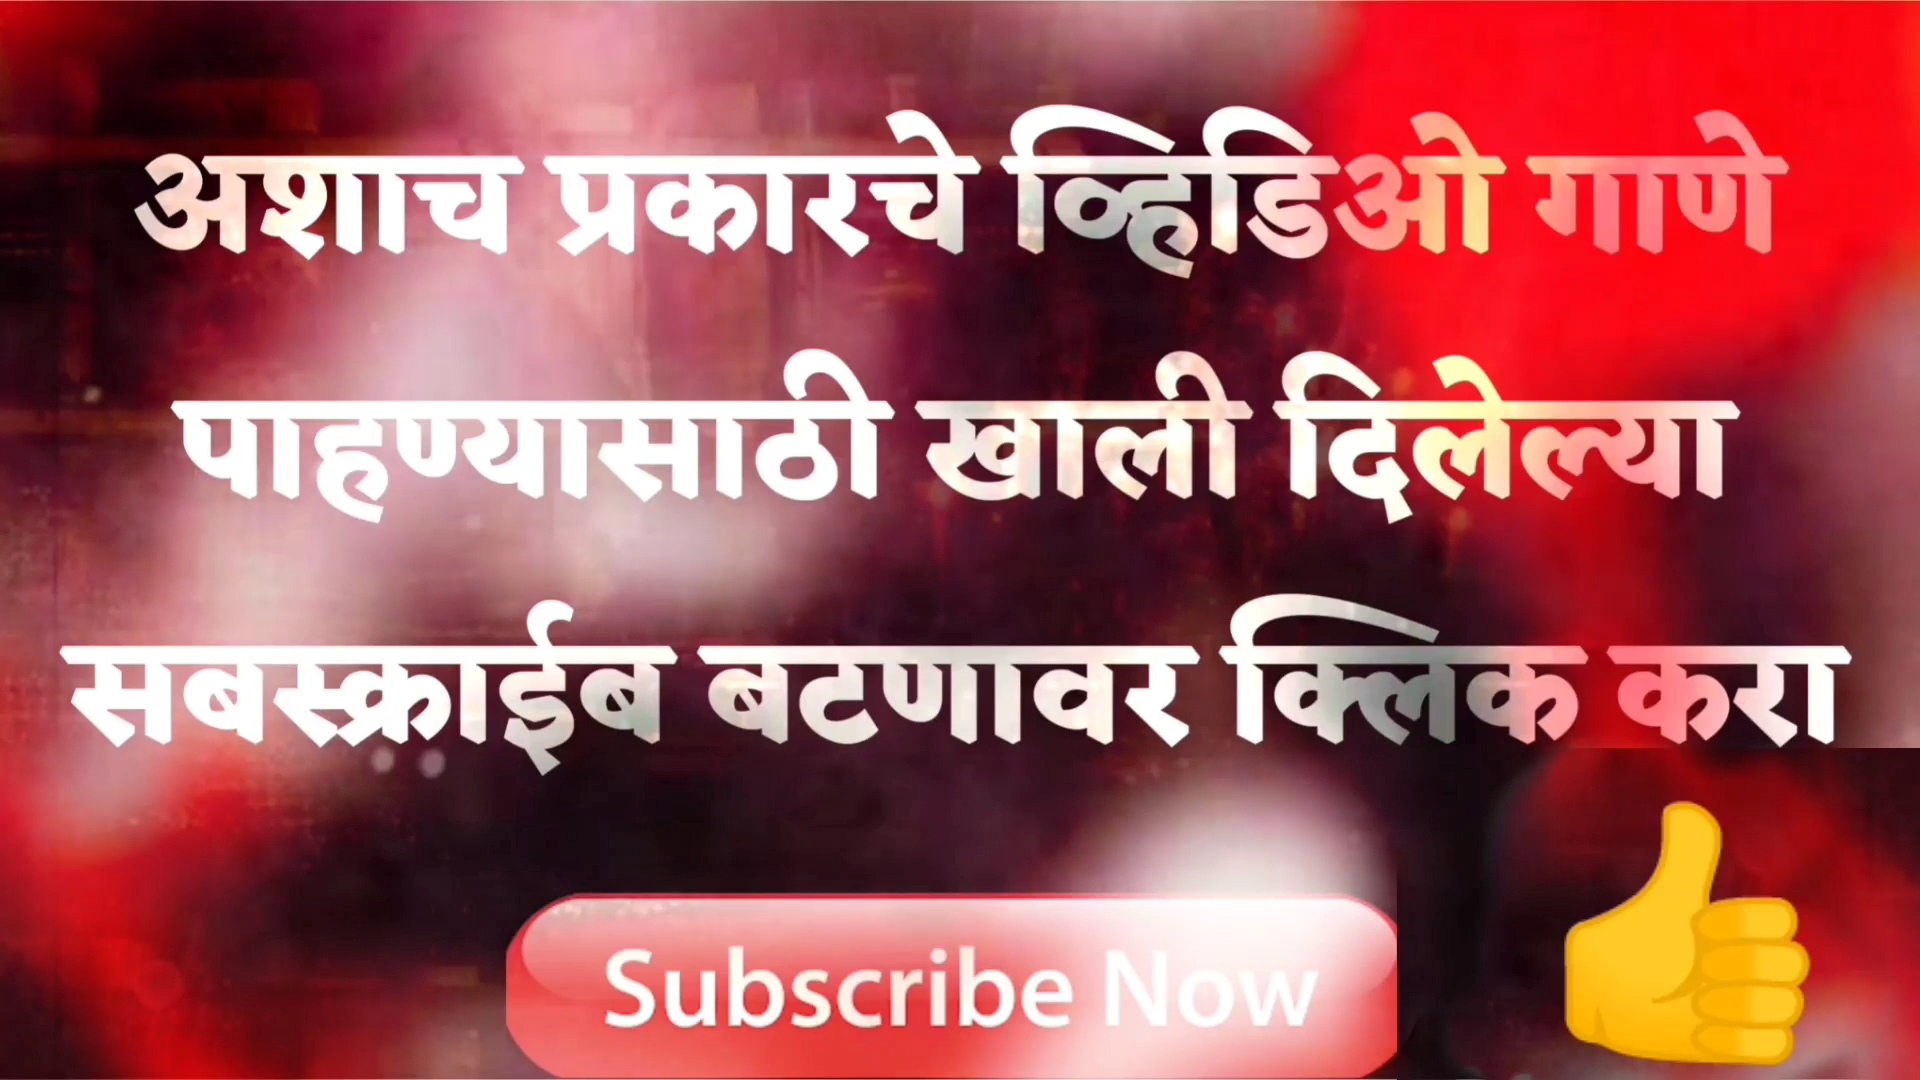 अशाच प्रकारचे व्हिडिओ गाणे
पाहण्यासाठी खाली दिलेल्या
सबस्क्राईब बटणावर क्लिक करा
Subscribe Now